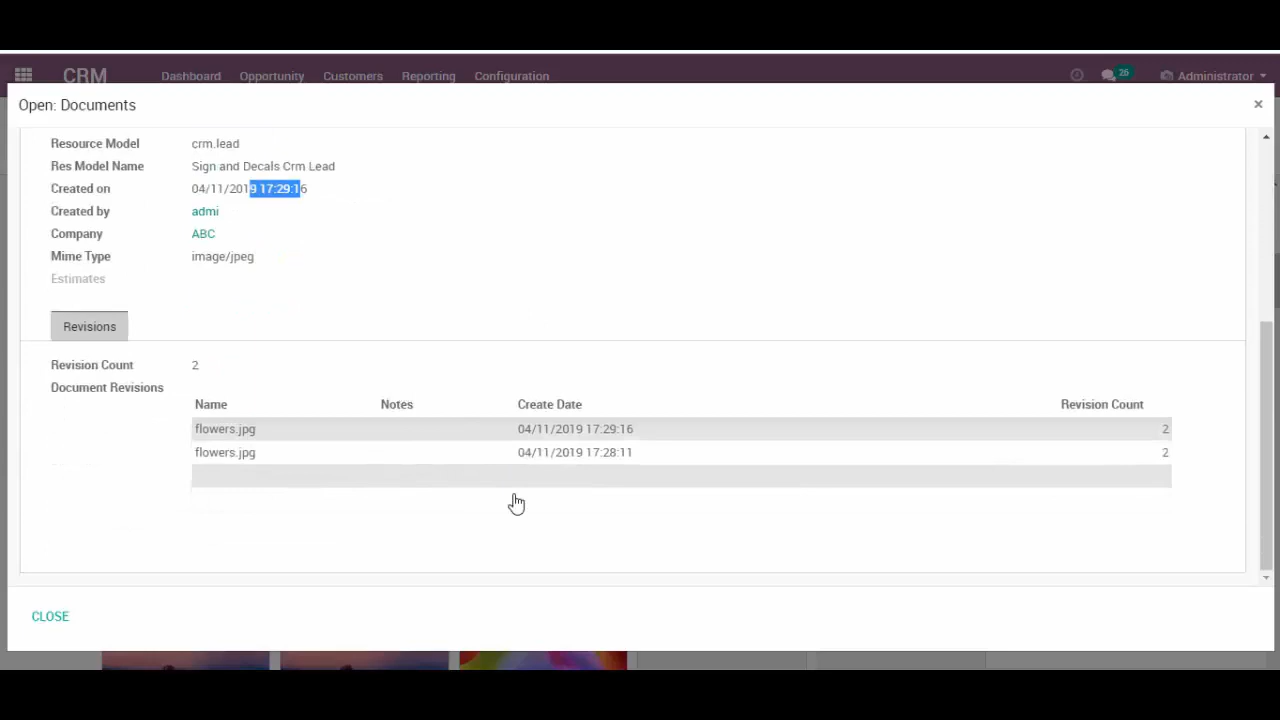 CRM Dashboard Opportunity Customers Reporting Configuration 26 Administrator
Open: Documents ×
Resource Model crm.lead
Res Model Name Sign and Decals Crm Lead
Created on 04/11/2019 17:29:16
Created by admi
Company ABC
Mime Type image/jpeg
Estimates
Revisions
Revision Count 2
Document Revisions
Name Notes Create Date Revision Count
flowers.jpg 04/11/2019 17:29:16 2
flowers.jpg 04/11/2019 17:28:11 2
CLOSE